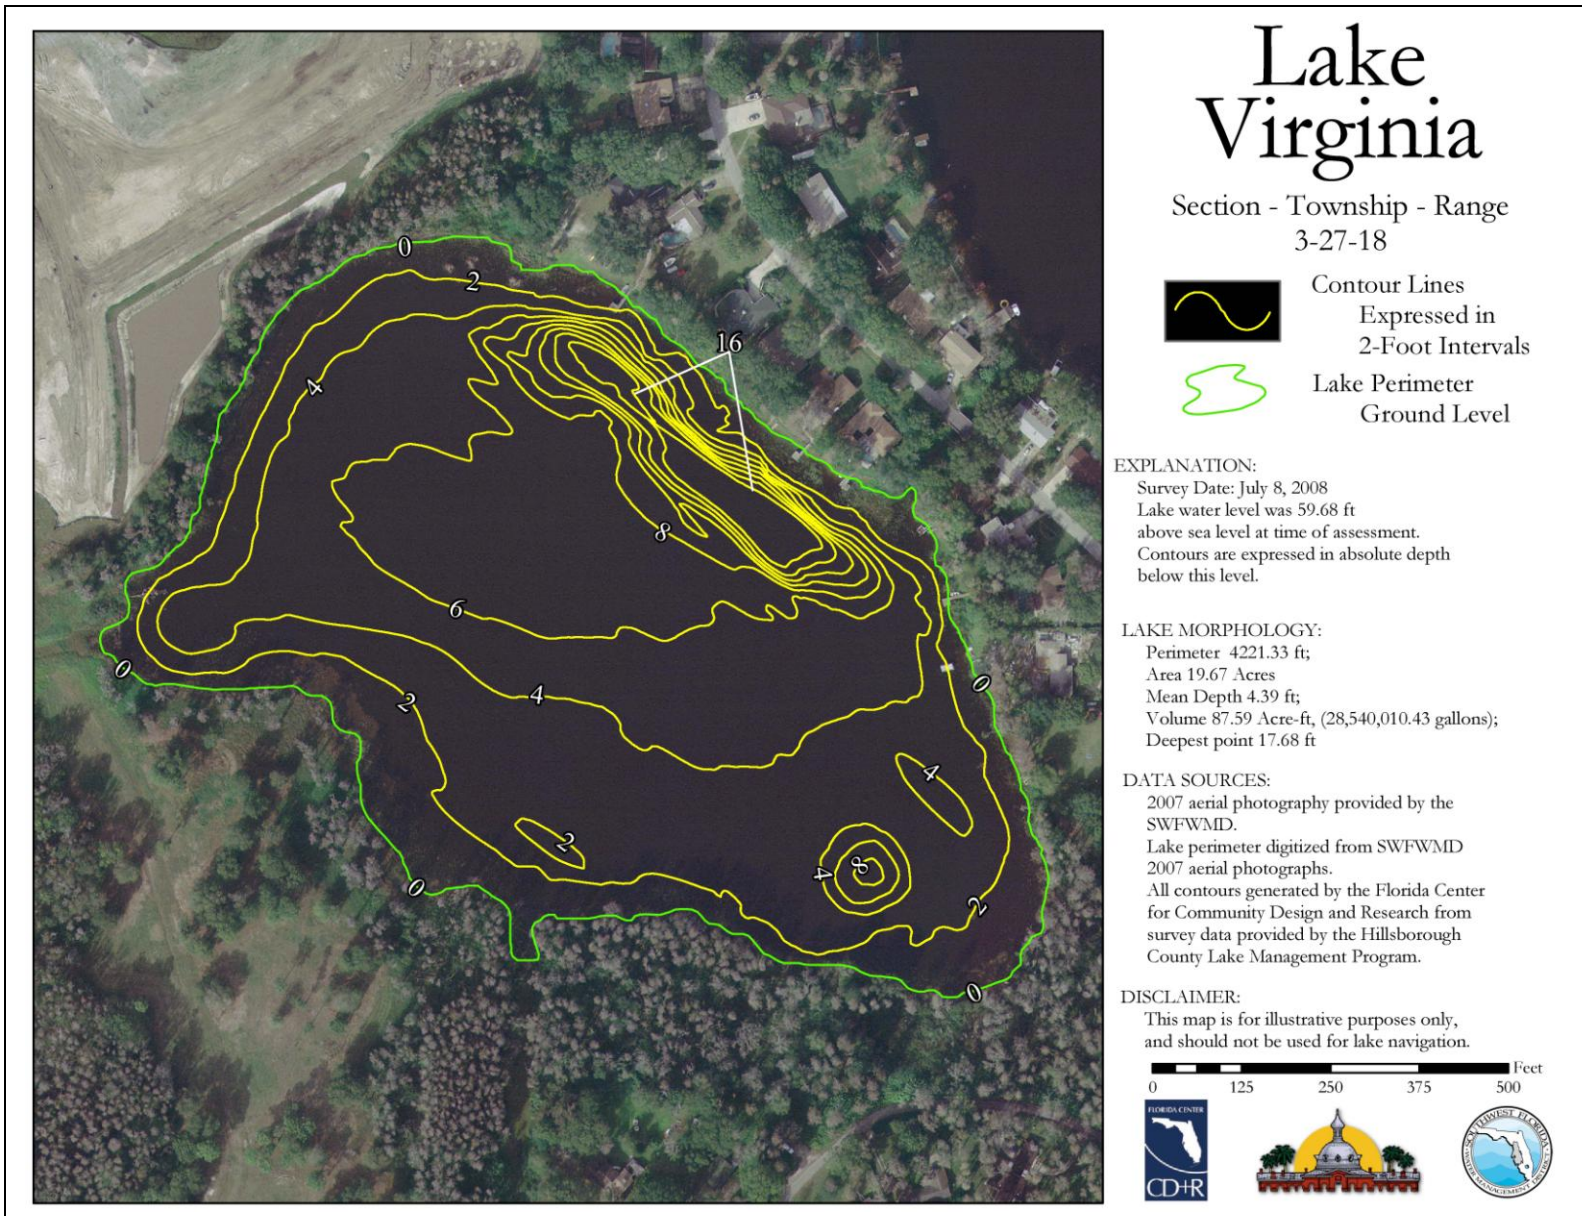 Lake
Virginia
Section - Township - Range
3-27-18
Contour Lines
Expressed in
2-Foot Intervals
Lake Perimeter
Ground Level
EXPLANATION:
Survey Date: July 8, 2008
Lake water level was 59.68 ft
above sea level at time of assessment.
Contours are expressed in absolute depth
below this level.
LAKE MORPHOLOGY:
Perimeter 4221.33 ft;
Area 19.67 Acres
Mean Depth 4.39 ft;
Volume 87.59 Acre-ft, (28,540,010.43 gallons);
Deepest point 17.68 ft
DATA SOURCES:
2007 aerial photography provided by the
SWFWMD.
Lake perimeter digitized from SWFWMD
2007 aerial photographs.
All contours generated by the Florida Center
for Community Design and Research from
survey data provided by the Hillsborough
County Lake Management Program.
DISCLAIMER:
This map is for illustrative purposes only,
and should not be used for lake navigation.
Feet
0 125 250 375 500
FLORIDA CENTER
CD+R
SOUTHWEST FLORIDA
WATER MANAGEMENT DISTRICT
0
2
16
4
8
6
0
0
2
4
4
2
8
4
0
2
0